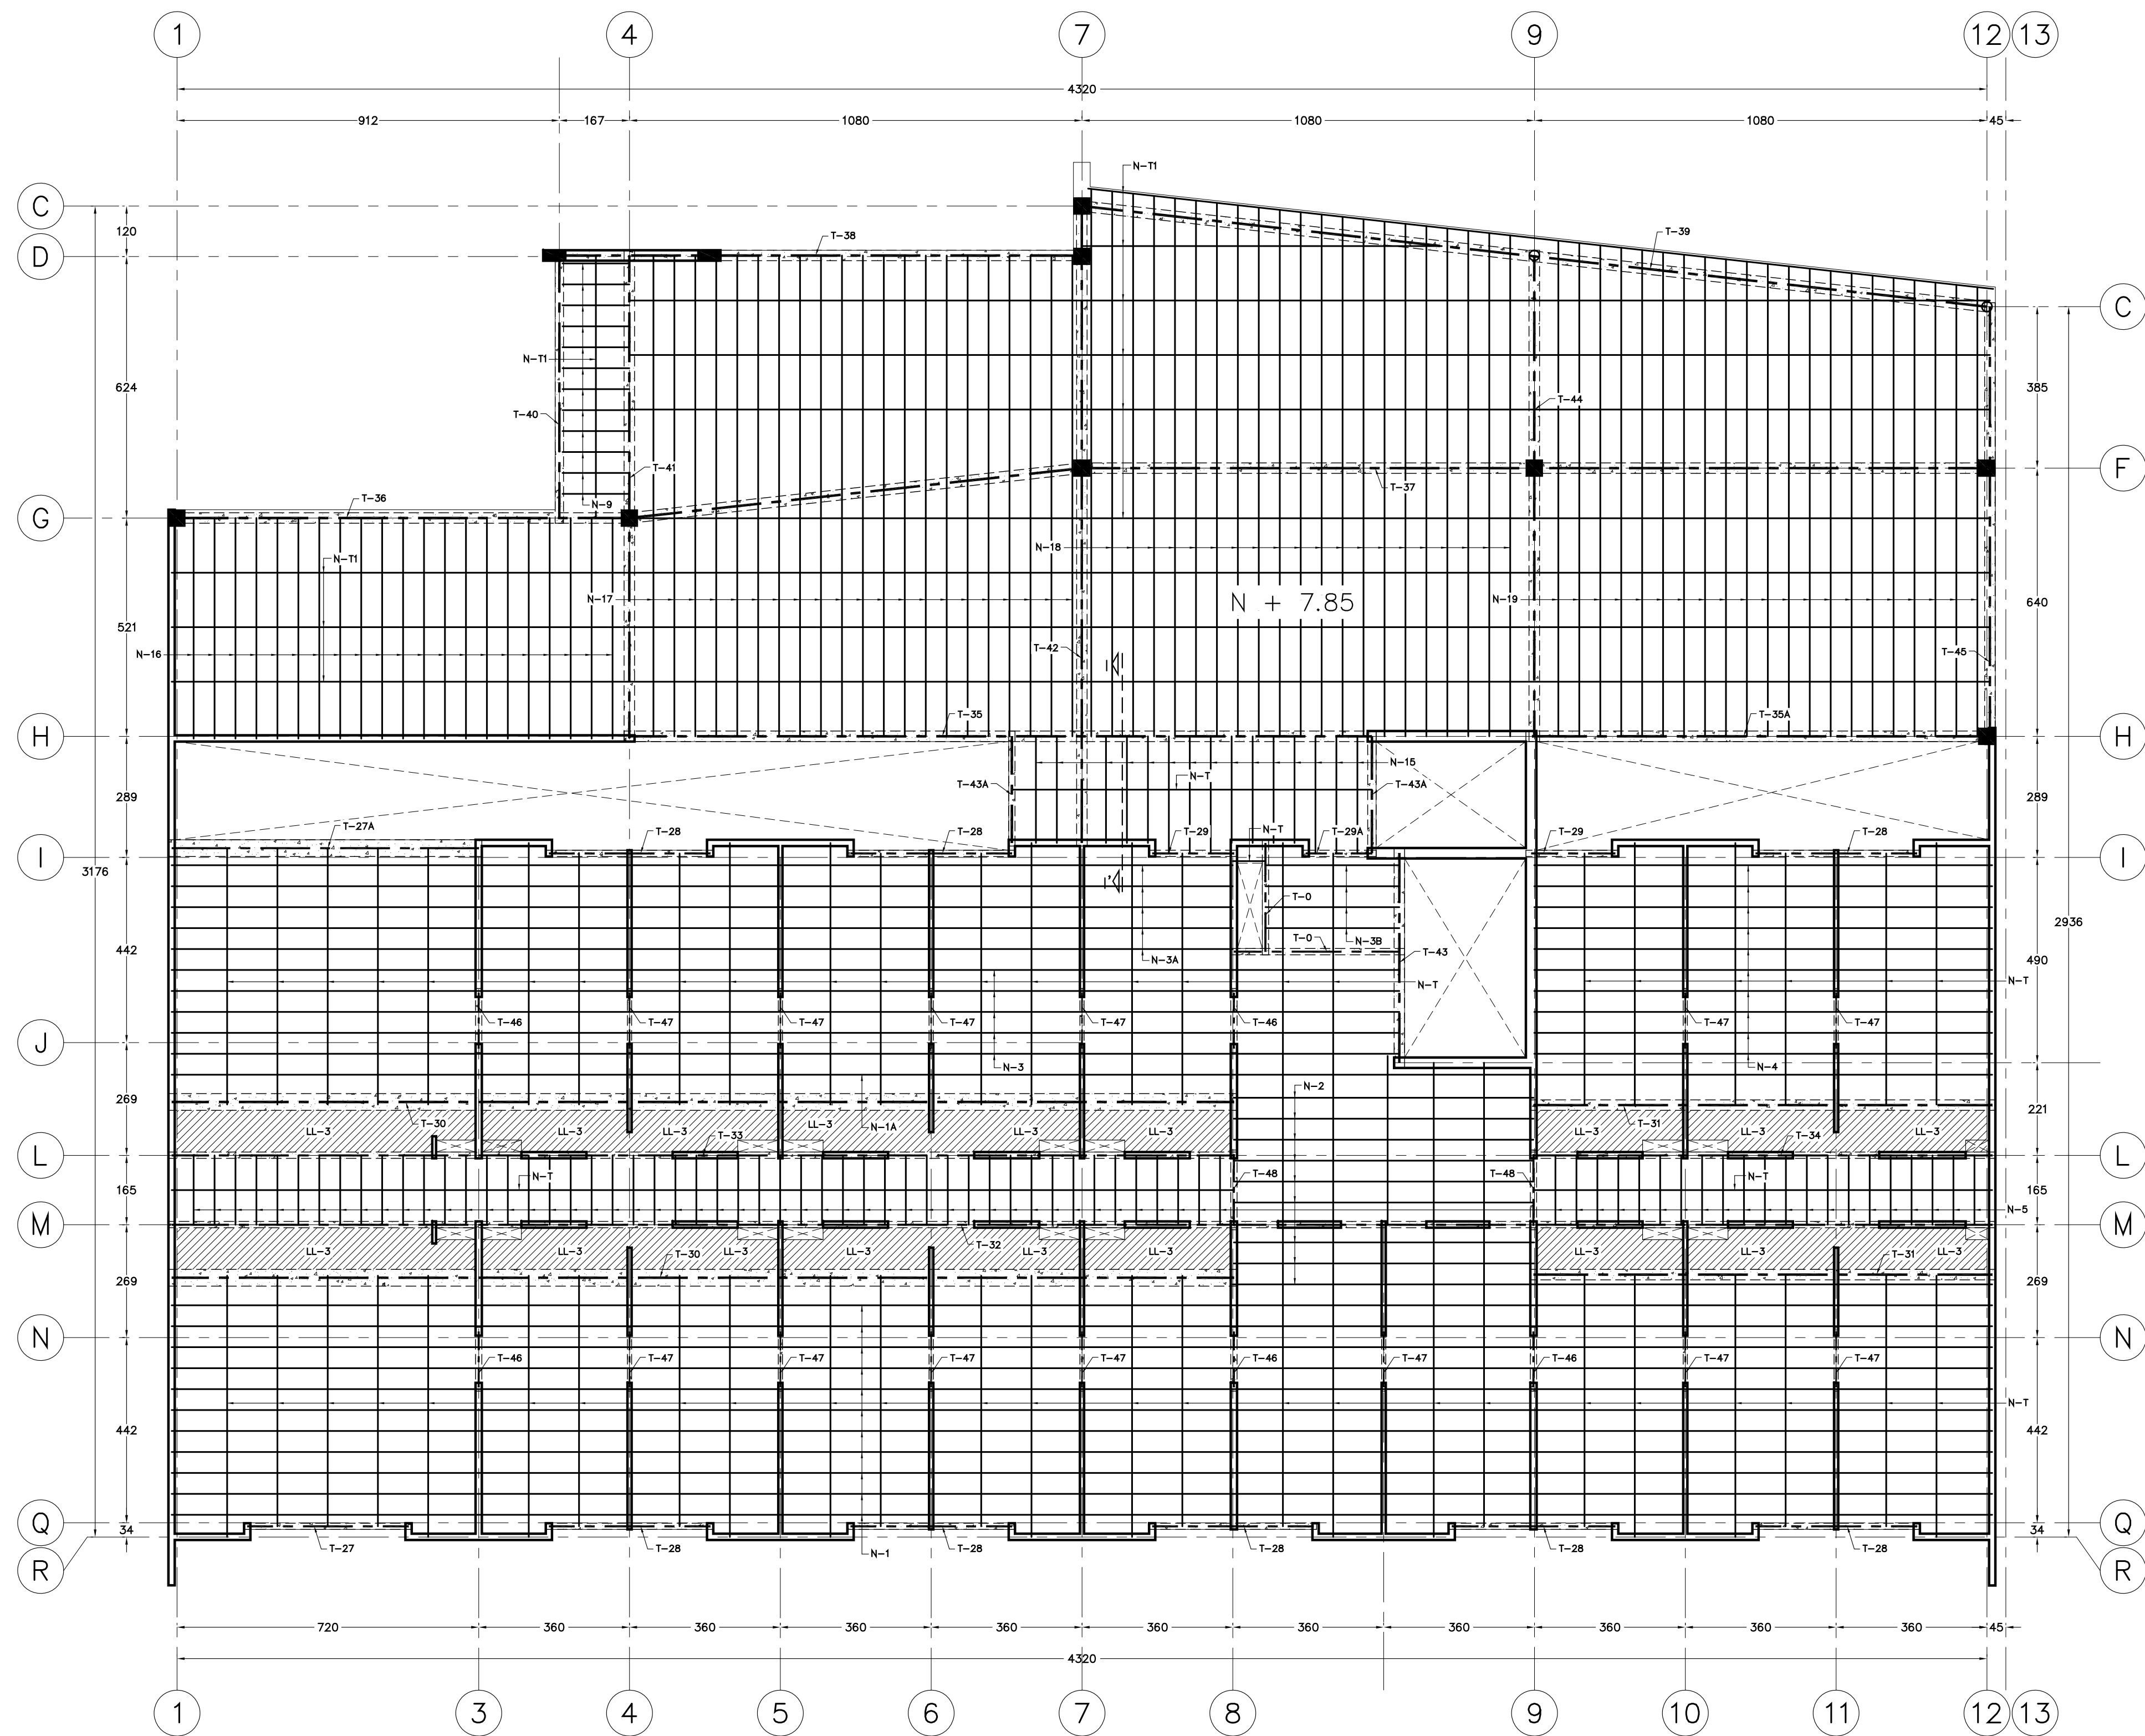 1 4 7 9 12 13
4320
912 167 1080 1080 1080 45
N-T1
C
120
T-38 T-39
D
C
N-T1
624 385
T-40 T-44
T-41
T-37 F
T-36
N-9
G
N-18
N-T1
N-17 N + 7.85 N-19 640
521
T-42 I I
N-16 T-45
T-35 T-35A
H H
N-15
N-T
T-43A T-43A
289 289
T-27A T-28 T-28 T-29 N-T T-29A T-29 T-28
I I
3176 I' I'
T-0
2936
T-0 N-3B
442 N-3A T-43 490
N-T N-T
T-46 T-47 T-47 T-47 T-47 T-46 T-47 T-47
J
N-3 N-4
N-2
269
T-30 N-1A T-31 221
LL-3 LL-3 LL-3 LL-3 LL-3 LL-3 LL-3 LL-3 LL-3
T-33 T-34
L L
N-T T-48 T-48 N-T
165 165
N-5
M M
T-32
LL-3 LL-3 LL-3 LL-3 LL-3 LL-3 LL-3 LL-3 LL-3
T-30 T-31
269 269
N N
T-46 T-47 T-47 T-47 T-47 T-46 T-47 T-46 T-47 T-47
N-T
442 442
Q Q
34 34
T-27 T-28 N-1 T-28 T-28 T-28 T-28
R R
720 360 360 360 360 360 360 360 360 360 360 45
4320
1 3 4 5 6 7 8 9 10 11 12 13